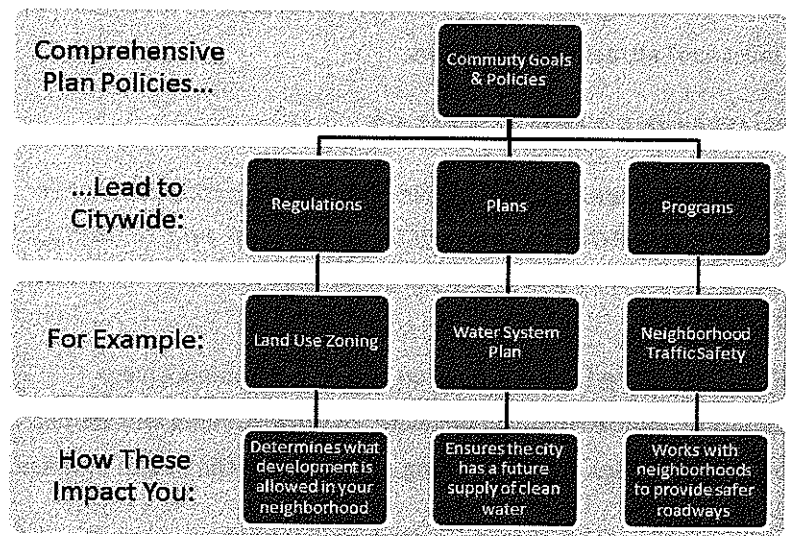 Comprehensive
Plan Policies...
Commuity Goals
& Policies
...Lead to
Citywide:
Regulations
Plans
Programs
For Example:
Land Use Zoning
Water System
Plan
Neighborhood
Traffic Safety
How These
Impact You:
Determines what
development is
allowed in your
neighborhood
Ensures the city
has a future
supply of clean
water
Works with
neighborhoods
to provide safer
roadways